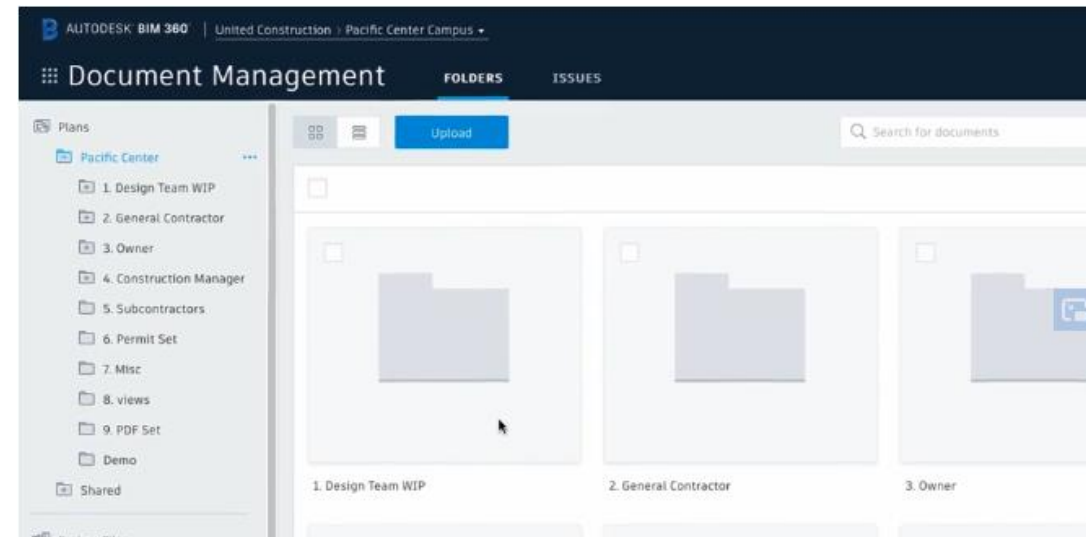 AUTODESK BIM 360 | United Construction › Pacific Center Campus
Document Management
FOLDERS
ISSUES
Plans
Pacific Center
1. Design Team WIP
2. General Contractor
3. Owner
4. Construction Manager
5. Subcontractors
6. Permit Set
7. Misc
8. views
9. PDF Set
Demo
Shared
Upload
Search for documents
1. Design Team WIP
2. General Contractor
3. Owner